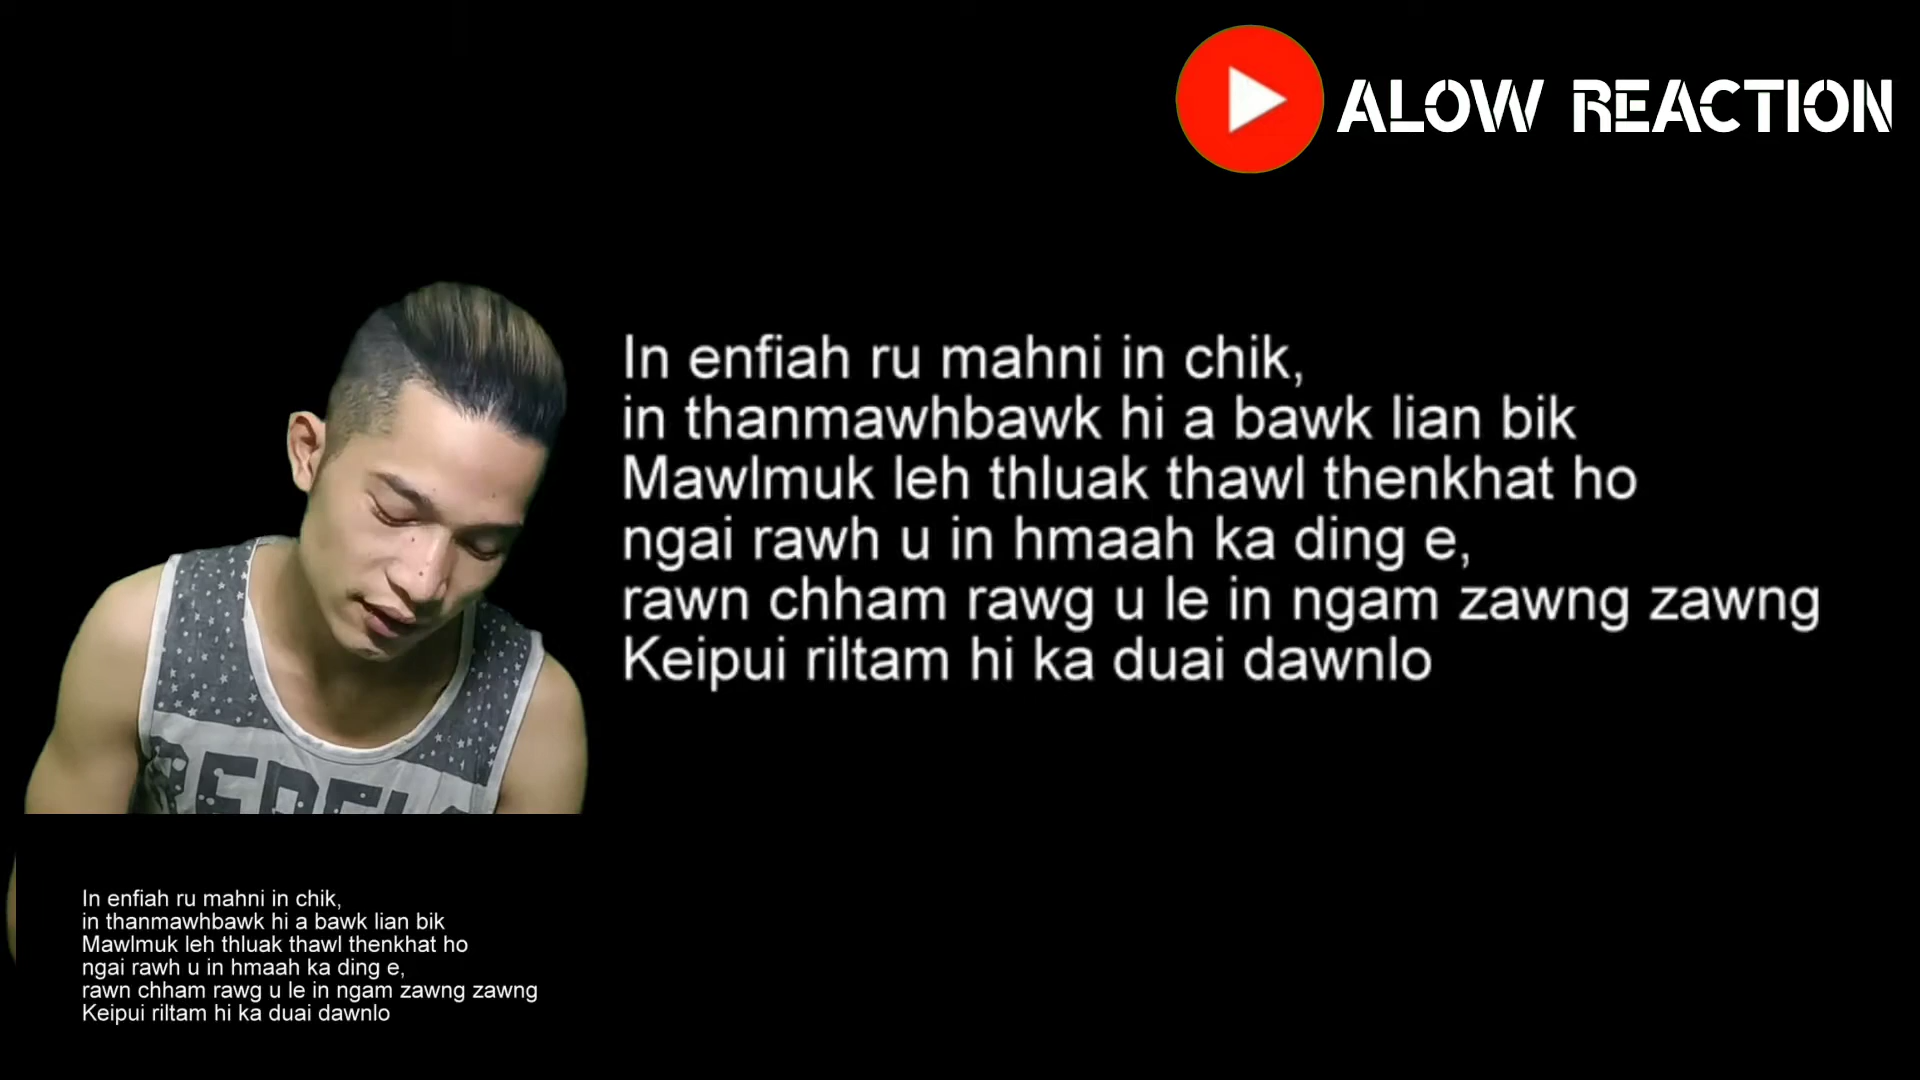 ALOW REACTION
In enfiah ru mahni in chik,
in thanmawhbawk hi a bawk lian bik
Mawlmuk leh thluak thawl thenkhat ho
ngai rawh u in hmaah ka ding e,
rawn chham rawg u le in ngam zawng zawng
Keipui riltam hi ka duai dawnlo
In enfiah ru mahni in chik,
in thanmawhbawk hi a bawk lian bik
Mawlmuk leh thluak thawl thenkhat ho
ngai rawh u in hmaah ka ding e,
rawn chham rawg u le in ngam zawng zawng
Keipui riltam hi ka duai dawnlo